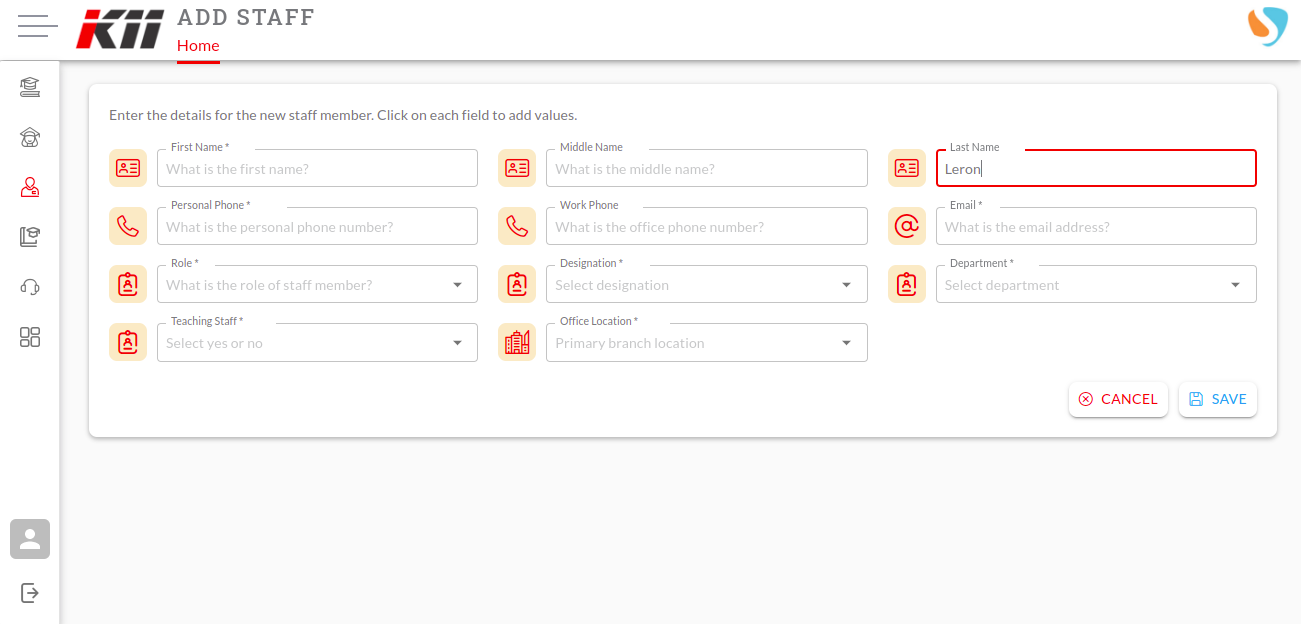 KII
ADD STAFF
Home
Enter the details for the new staff member. Click on each field to add values.
First Name *
What is the first name?
Middle Name
What is the middle name?
Last Name
Leron
Personal Phone *
What is the personal phone number?
Work Phone
What is the office phone number?
Email *
What is the email address?
Role *
What is the role of staff member?
Designation *
Select designation
Department *
Select department
Teaching Staff *
Select yes or no
Office Location *
Primary branch location
CANCEL
SAVE